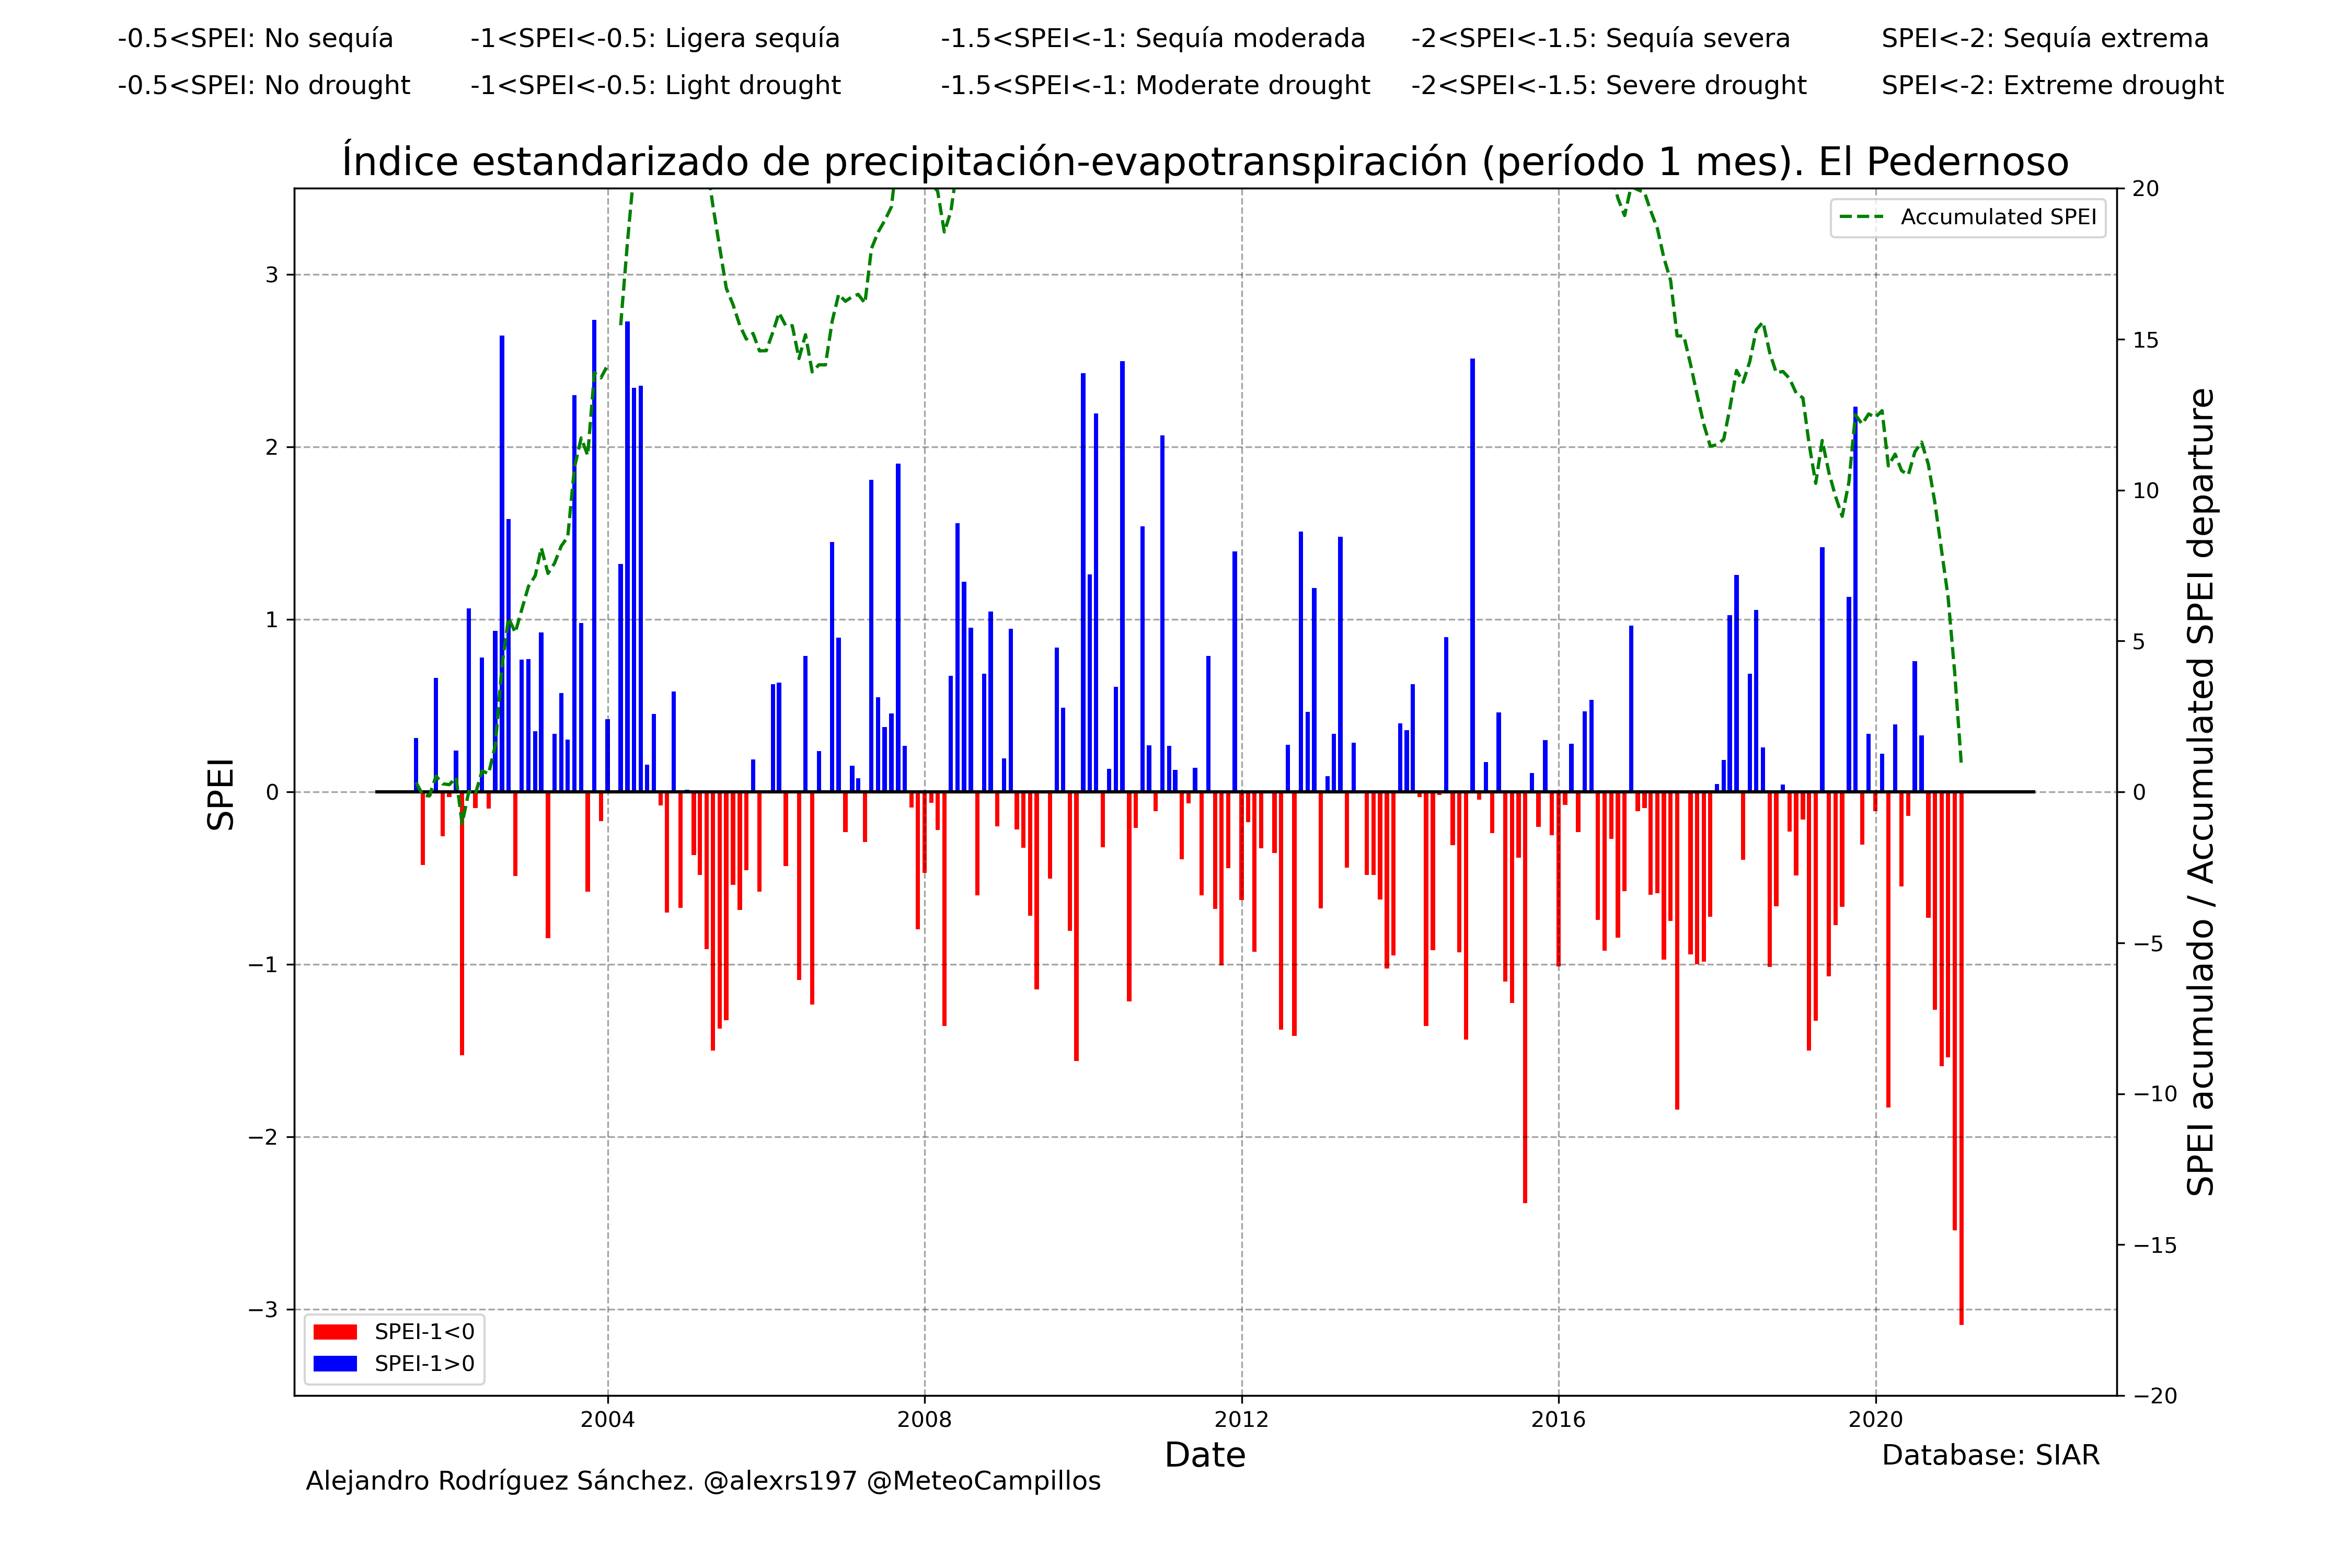 -0.5<SPEI: No sequía -1<SPEI<-0.5: Ligera sequía -1.5<SPEI<-1: Sequía moderada -2<SPEI<-1.5: Sequía severa SPEI<-2: Sequía extrema
-0.5<SPEI: No drought -1<SPEI<-0.5: Light drought -1.5<SPEI<-1: Moderate drought -2<SPEI<-1.5: Severe drought SPEI<-2: Extreme drought
Índice estandarizado de precipitación-evapotranspiración (período 1 mes). El Pedernoso
Accumulated SPEI
3
2
1
0
−1
−2
−3
SPEI
20
15
10
5
0
−5
−10
−15
−20
SPEI acumulado / Accumulated SPEI departure
SPEI-1<0
SPEI-1>0
2004 2008 2012 2016 2020
Date
Database: SIAR
Alejandro Rodríguez Sánchez. @alexrs197 @MeteoCampillos